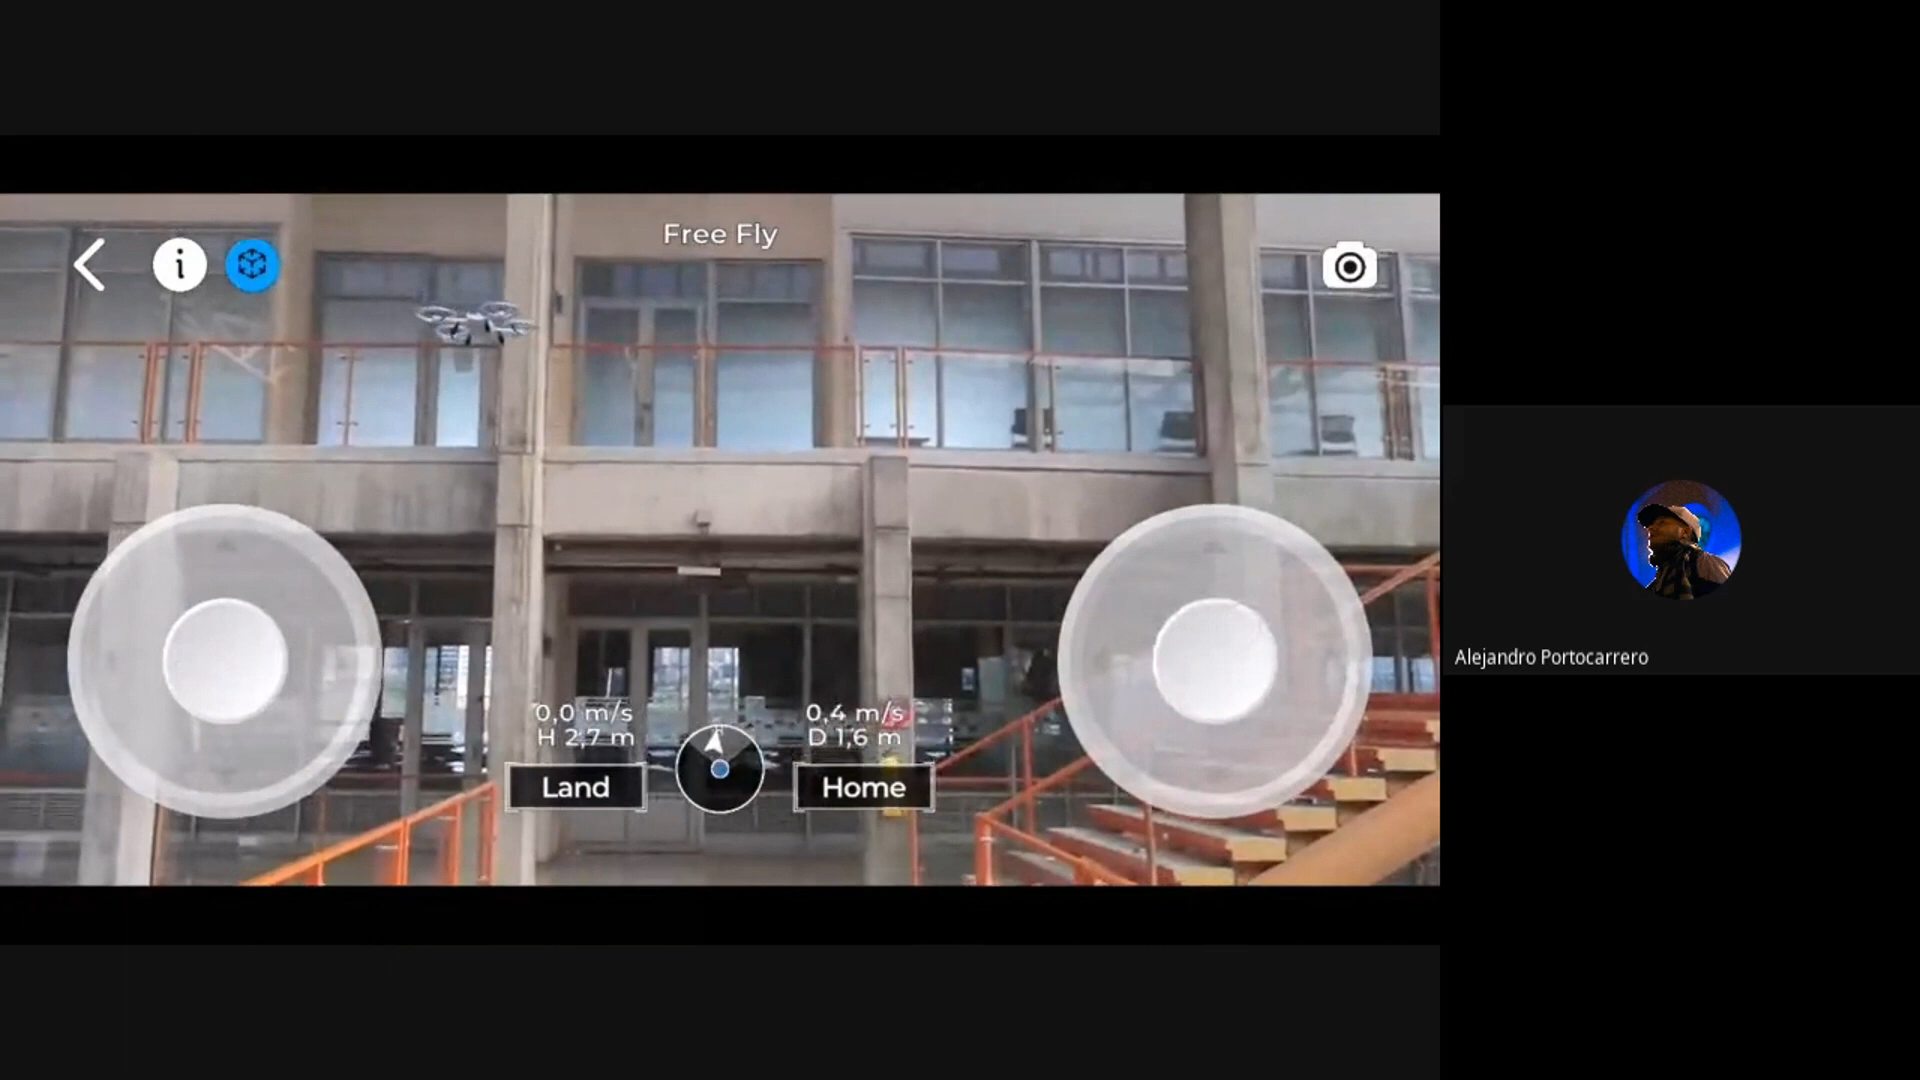 Free Fly
i
0,0 m/s
H 2,7 m
0,4 m/s
D 1,6 m
Land
Home
Alejandro Portocarrero